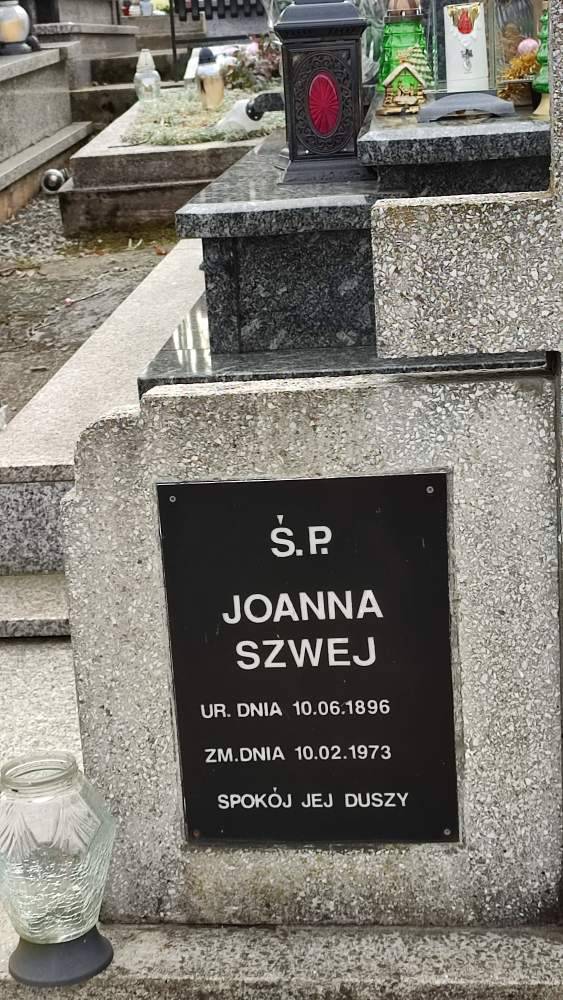 Ś.P.
JOANNA
SZWEJ
UR. DNIA 10.06.1896
ZM.DNIA 10.02.1973
SPOKÓJ JEJ DUSZY